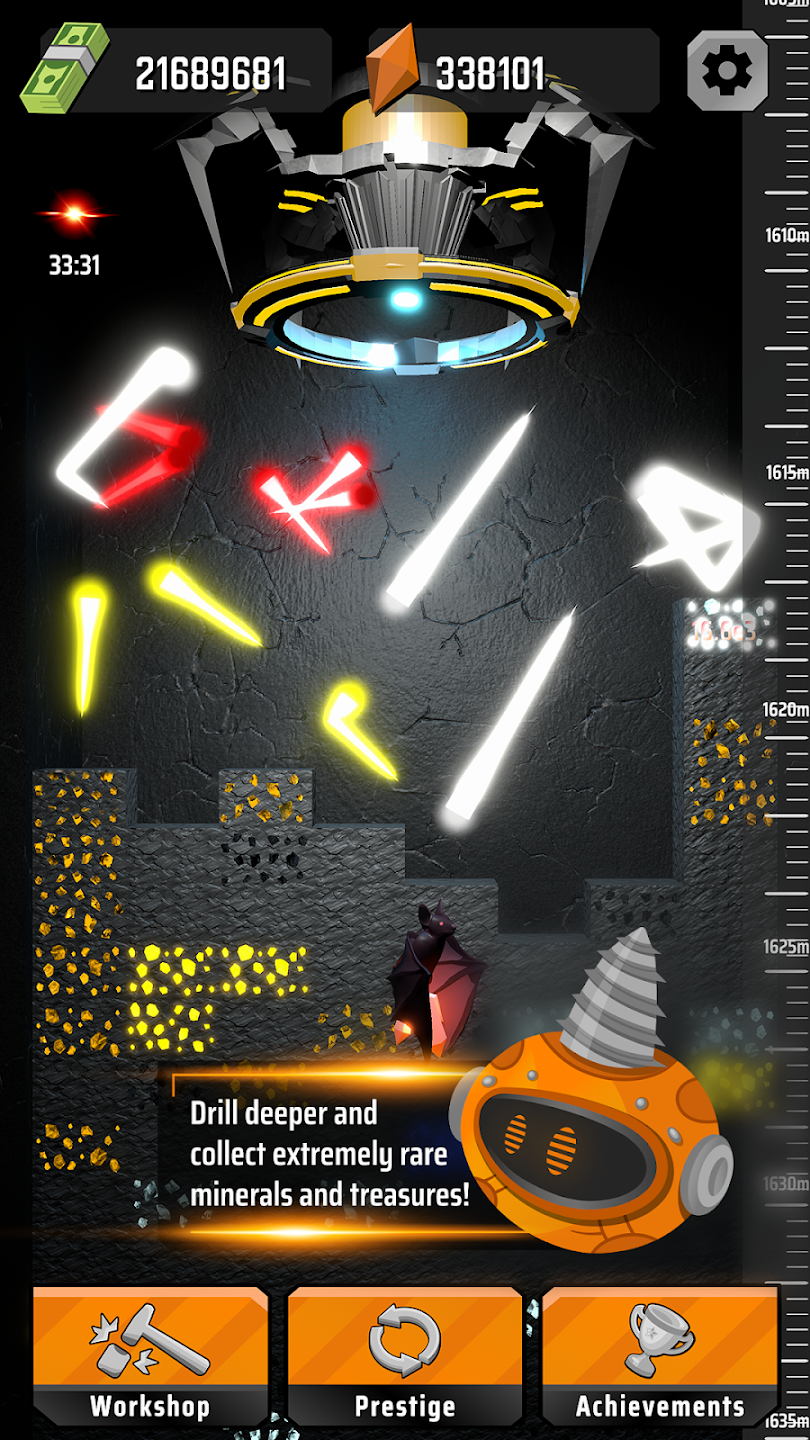 21689681
338101
33:31
1610m
1615m
1620m
1625m
Drill deeper and
collect extremely rare
minerals and treasures!
1630m
Workshop
Prestige
Achievements
1635m